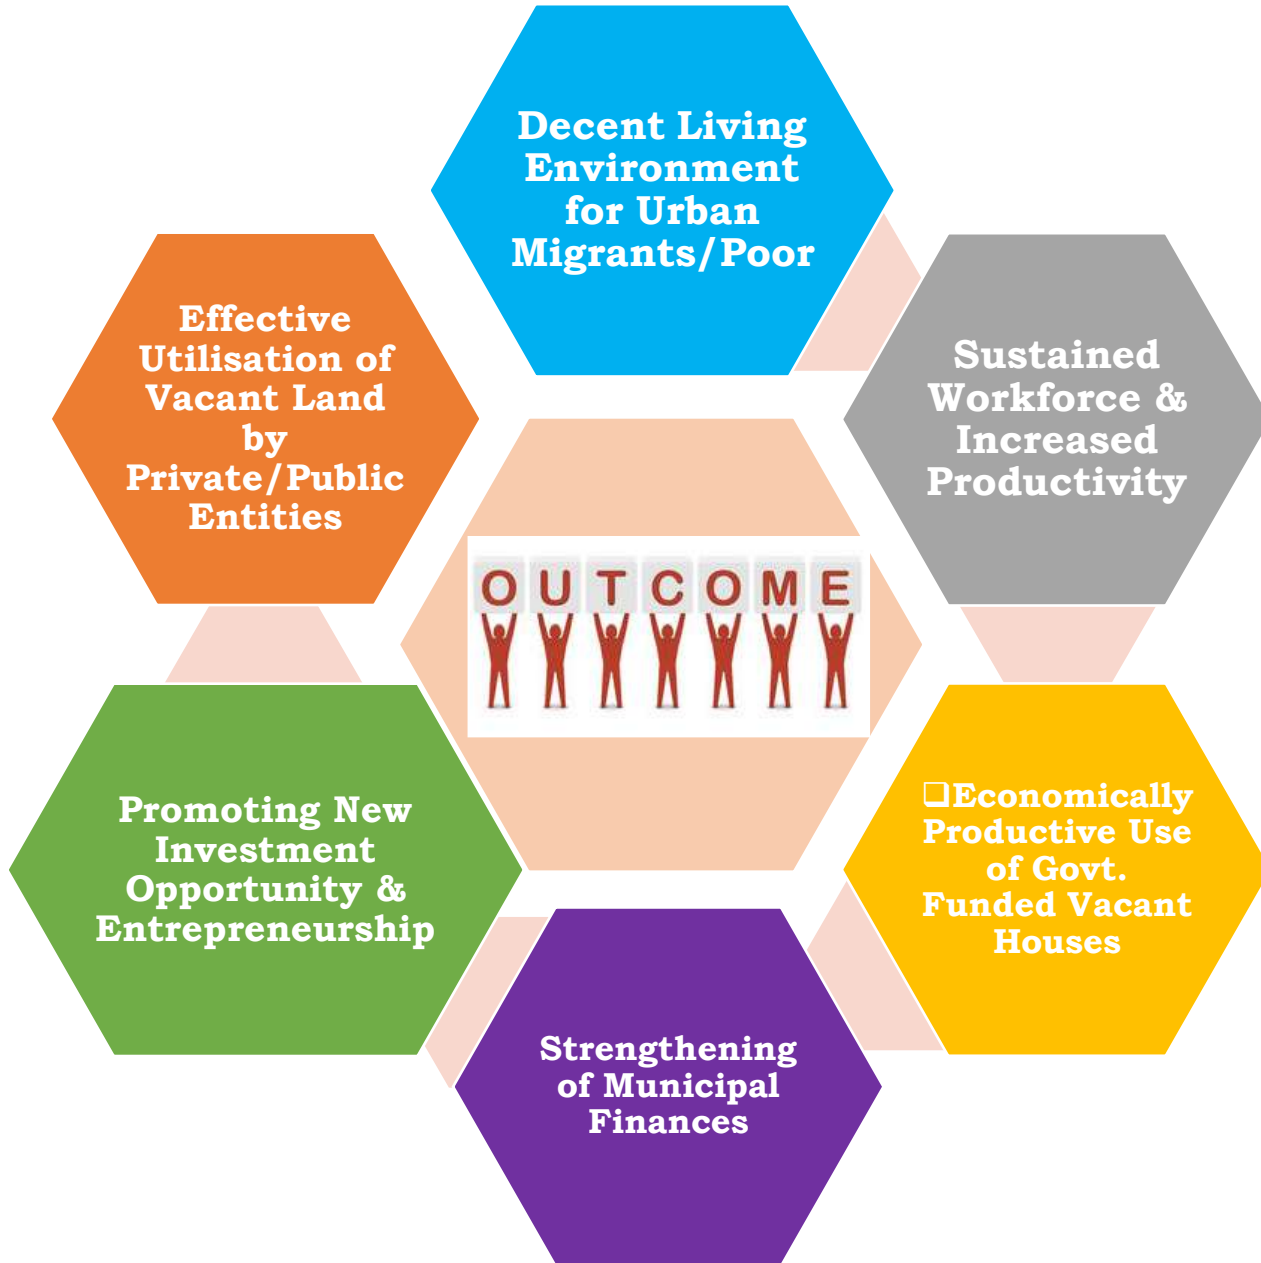 Decent Living
Environment
for Urban
Migrants/Poor
Sustained
Workforce &
Increased
Productivity
❑Economically
Productive Use
of Govt.
Funded Vacant
Houses
Strengthening
of Municipal
Finances
Promoting New
Investment
Opportunity &
Entrepreneurship
Effective
Utilisation of
Vacant Land
by
Private/Public
Entities
OUTCOME